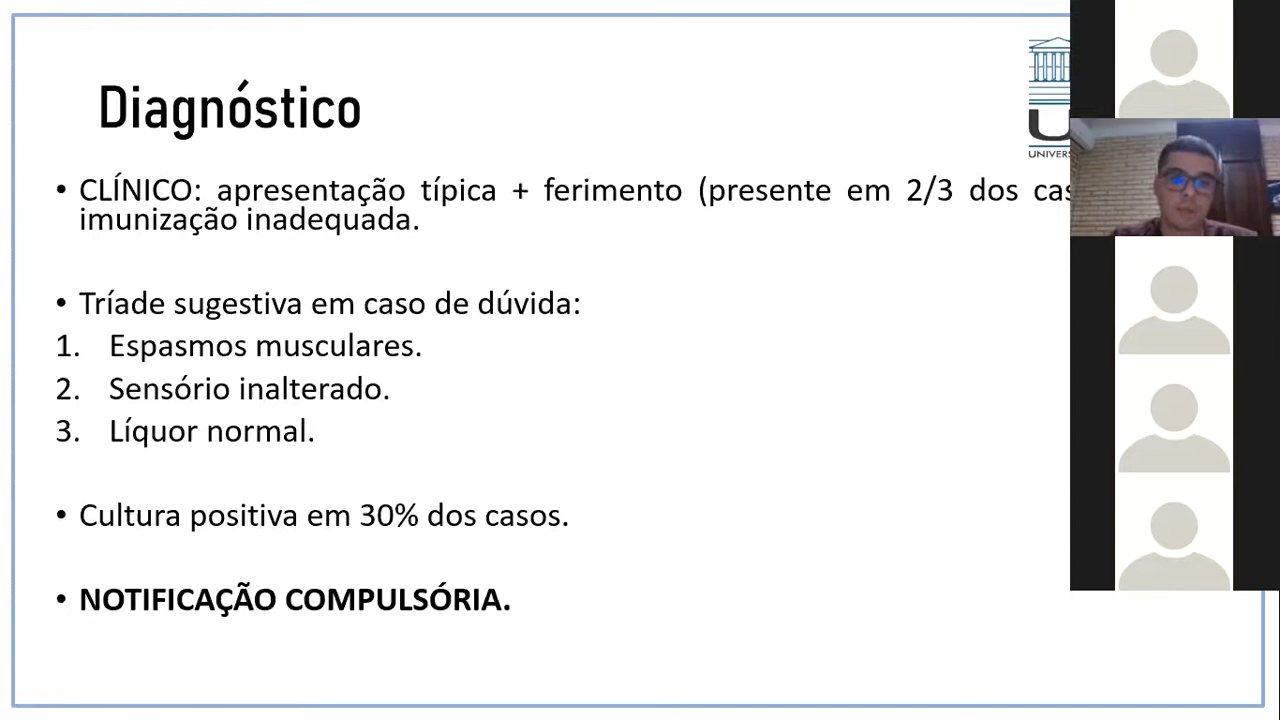 Diagnóstico
• CLÍNICO: apresentação típica + ferimento (presente em 2/3 dos
imunização inadequada.
• Tríade sugestiva em caso de dúvida:
1. Espasmos musculares.
2. Sensório inalterado.
3. Líquor normal.
• Cultura positiva em 30% dos casos.
• NOTIFICAÇÃO COMPULSÓRIA.